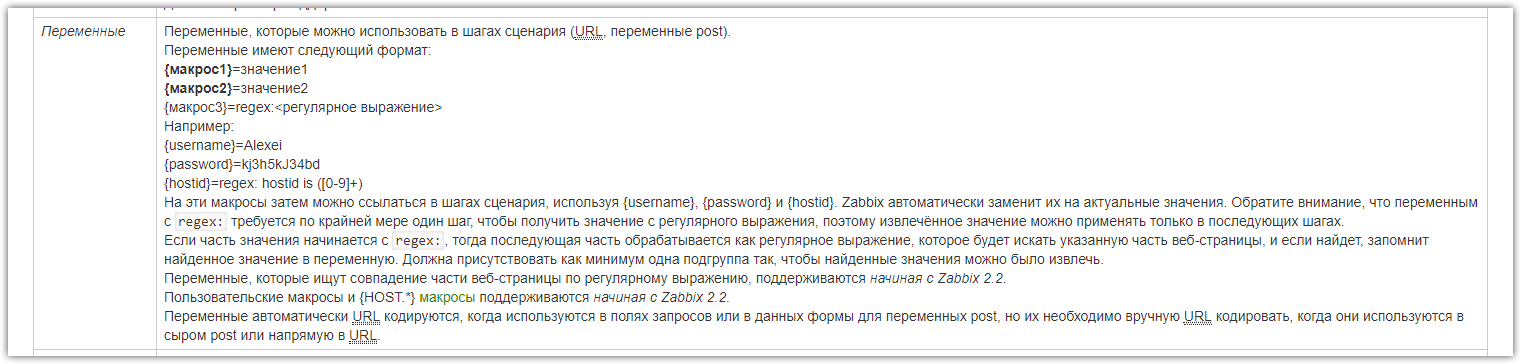 Переменные
Переменные, которые можно использовать в шагах сценария (URL, переменные post).
Переменные имеют следующий формат:
{макрос1}=значение1
{макрос2}=значение2
{макрос3}=regex:<регулярное выражение>
Например:
{username}=Alexei
{password}=kj3h5kJ34bd
{hostid}=regex: hostid is ([0-9]+)
На эти макросы затем можно ссылаться в шагах сценария, используя {username}, {password} и {hostid}. Zabbix автоматически заменит их на актуальные значения. Обратите внимание, что переменным
с regex: требуется по крайней мере один шаг, чтобы получить значение с регулярного выражения, поэтому извлечённое значение можно применять только в последующих шагах.
Если часть значения начинается с regex:, тогда последующая часть обрабатывается как регулярное выражение, которое будет искать указанную часть веб-страницы, и если найдет, запомнит
найденное значение в переменную. Должна присутствовать как минимум одна подгруппа так, чтобы найденные значения можно было извлечь.
Переменные, которые ищут совпадение части веб-страницы по регулярному выражению, поддерживаются начиная с Zabbix 2.2.
Пользовательские макросы и {HOST.*} макросы поддерживаются начиная с Zabbix 2.2.
Переменные автоматически URL кодируются, когда используются в полях запросов или в данных формы для переменных post, но их необходимо вручную URL кодировать, когда они используются в
сыром post или напрямую в URL.